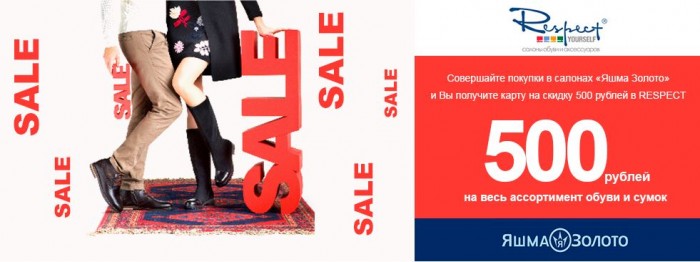 SALE
SALE
SALE
SALE
SALE
SALE
SALE
Respect
YOURSELF
салоны обуви и аксессуаров
Совершайте покупки в салонах «Яшма Золото»
и Вы получите карту на скидку 500 рублей в RESPECT
500 рублей
на весь ассортимент обуви и сумок
ЯШМА ЗОЛОТО